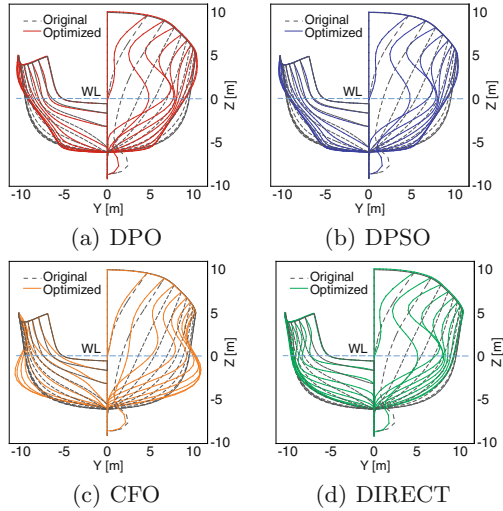 Original
Optimized
WL
10
5
0
-5
-10
Z [m]
-10 -5 0 5 10
Y [m]
(a) DPO
Original
Optimized
WL
10
5
0
-5
-10
Z [m]
-10 -5 0 5 10
Y [m]
(b) DPSO
Original
Optimized
WL
10
5
0
-5
-10
Z [m]
-10 -5 0 5 10
Y [m]
(c) CFO
Original
Optimized
WL
10
5
0
-5
-10
Z [m]
-10 -5 0 5 10
Y [m]
(d) DIRECT